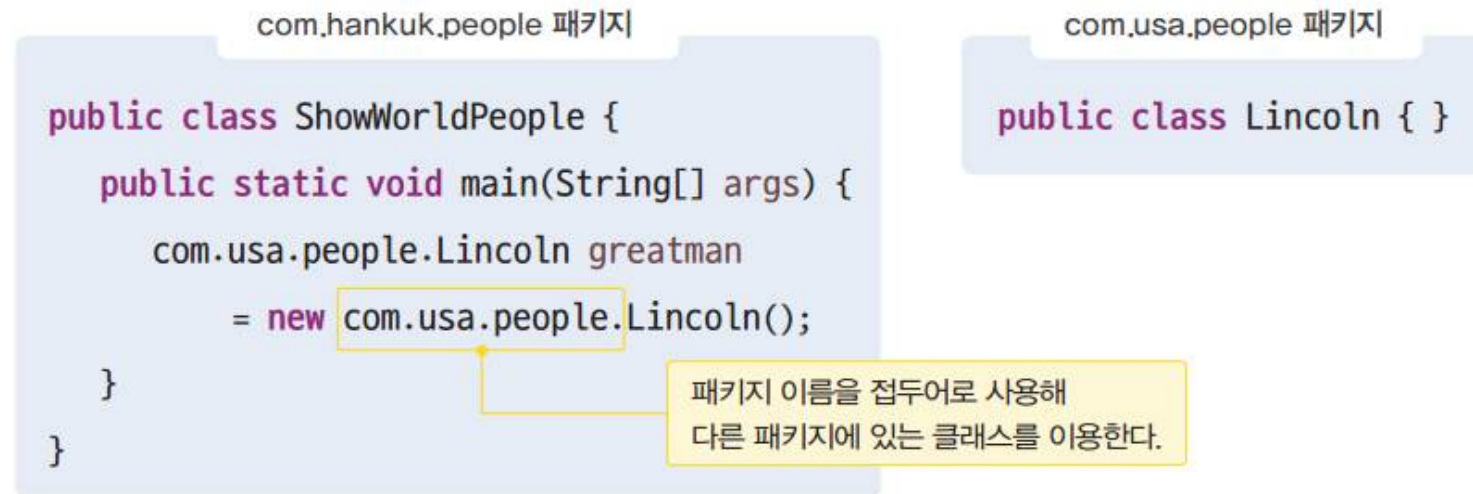 com.hankuk.people 패키지
public class ShowWorldPeople {
public static void main(String[] args) {
com.usa.people.Lincoln greatman
= new com.usa.people.Lincoln();
}
}
패키지 이름을 접두어로 사용해
다른 패키지에 있는 클래스를 이용한다.
com.usa.people 패키지
public class Lincoln { }